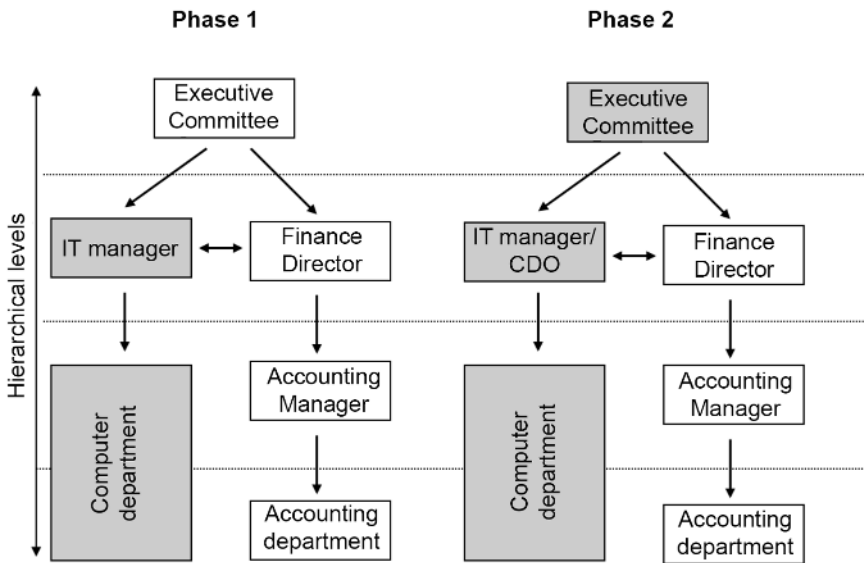 Phase 1
Phase 2
Hierarchical levels
Executive
Committee
IT manager
Finance
Director
Computer
department
Accounting
Manager
Accounting
department
Executive
Committee
IT manager/
CDO
Finance
Director
Computer
department
Accounting
Manager
Accounting
department